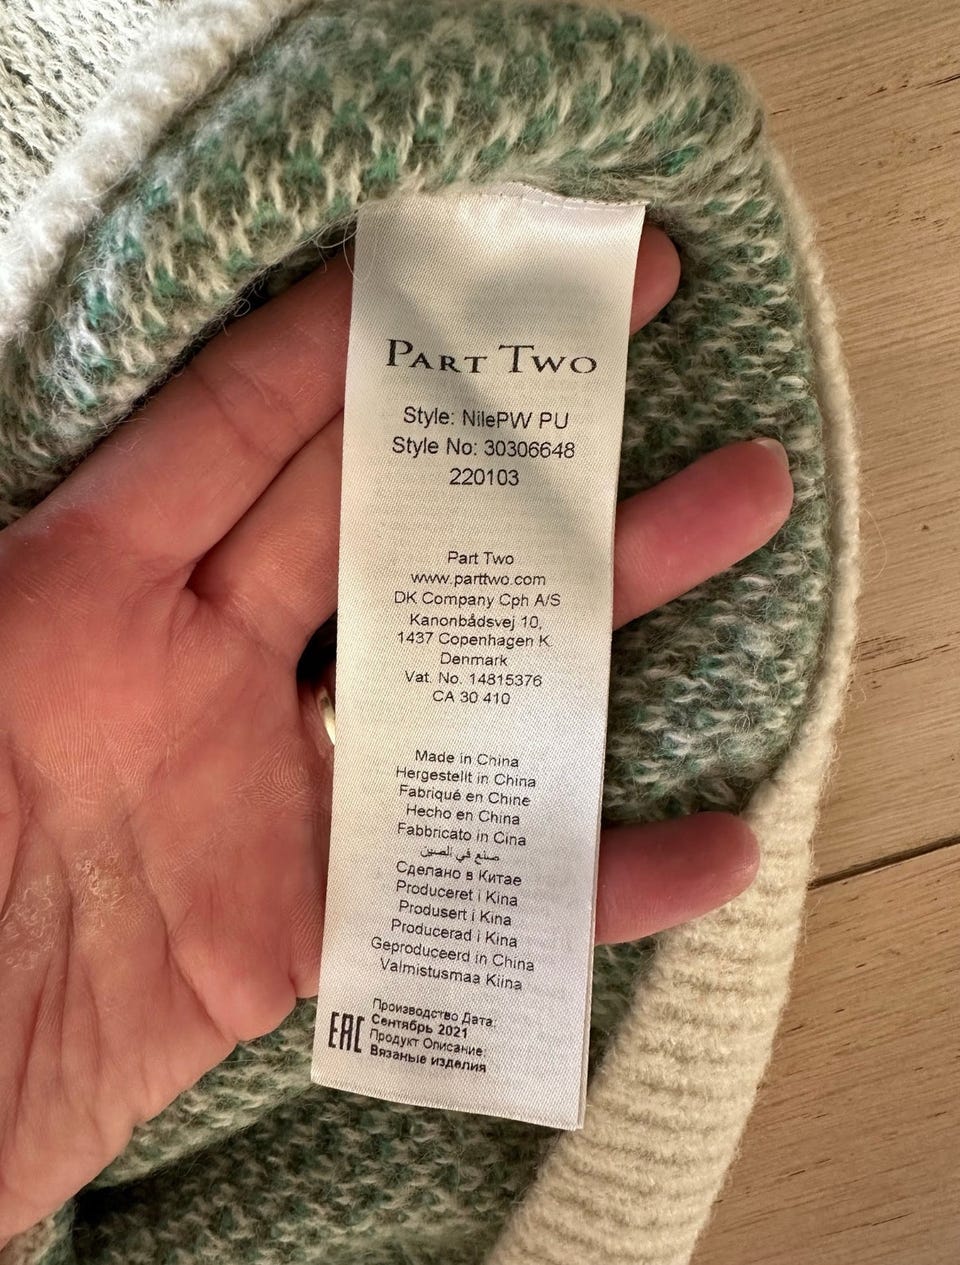 PART TWO
Style: NilePW PU
Style No: 30306648
220103
Part Two
www.parttwo.com
DK Company Cph A/S
Kanonbådsvej 10,
1437 Copenhagen K.
Denmark
Vat. No. 14815376
CA 30 410
Made in China
Hergestellt in China
Fabriqué en Chine
Hecho en China
Fabbricato in Cina
صنع في الصين
Сделано в Китае
Produceret i Kina
Produsert i Kina
Producerad i Kina
Geproduceerd in China
Valmistusmaa Kiina
EAC
Производство Дата:
Сентябрь 2021
Продукт Описание:
Вязаные изделия